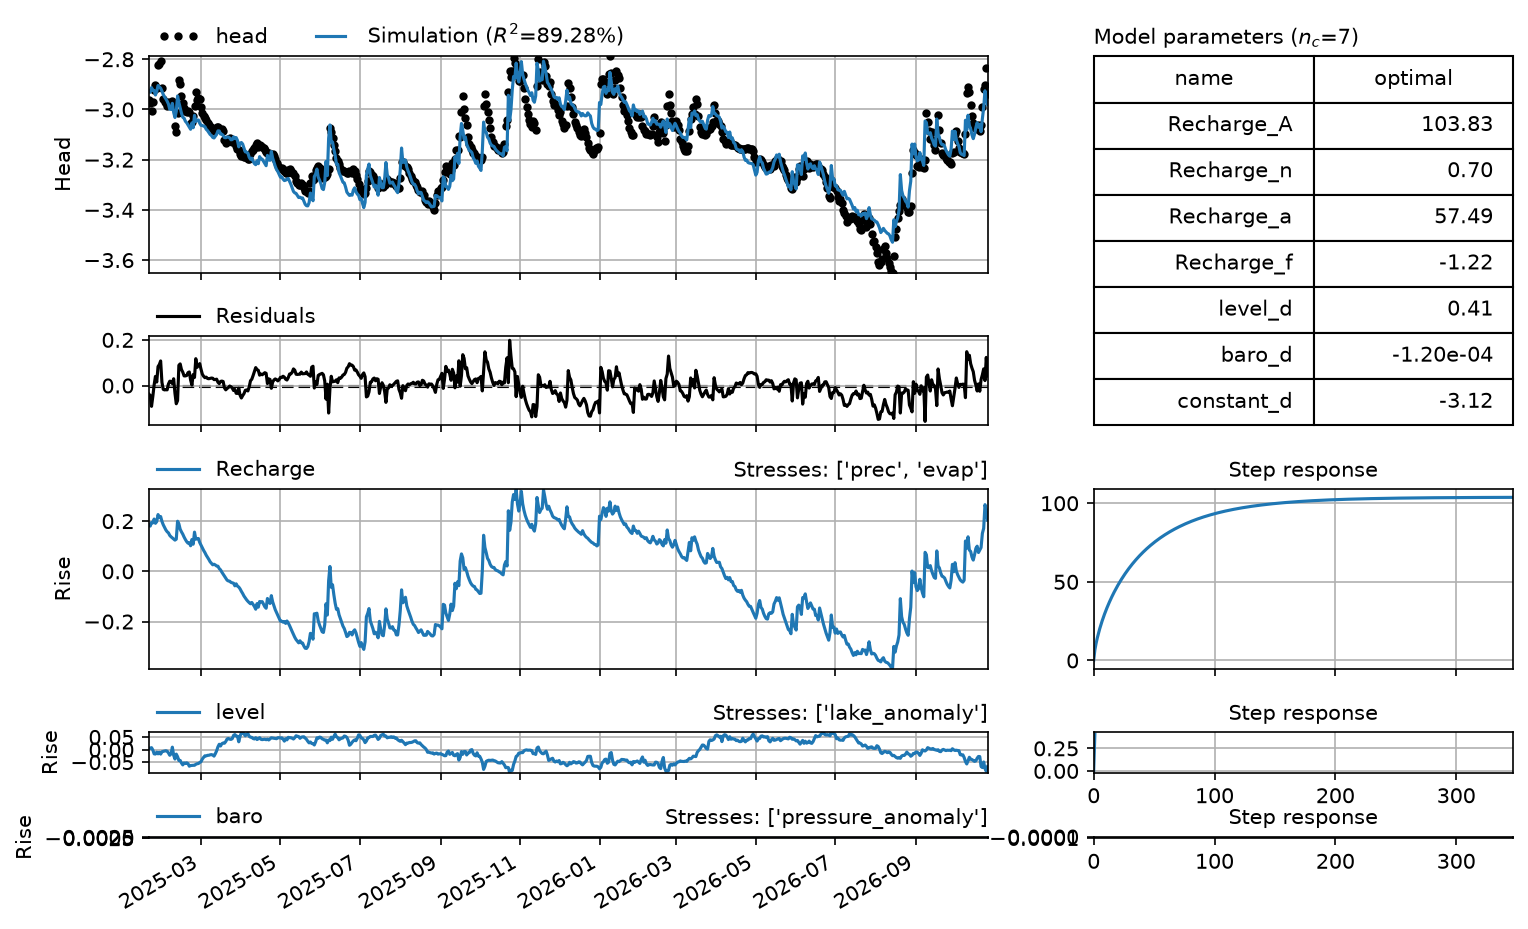 head Simulation (R²=89.28%)
Model parameters (n_c=7)
Head
−2.8
−3.0
−3.2
−3.4
−3.6
name optimal
Recharge_A 103.83
Recharge_n 0.70
Recharge_a 57.49
Recharge_f -1.22
level_d 0.41
baro_d -1.20e-04
constant_d -3.12
Residuals
0.2
0.0
Recharge Stresses: ['prec', 'evap']
Rise
0.2
0.0
−0.2
Step response
100
50
0
level Stresses: ['lake_anomaly']
Rise
0.05
0.00
−0.05
Step response
0.25
0.00
0 100 200 300
baro Stresses: ['pressure_anomaly']
Rise
Step response
0 100 200 300
2025-03 2025-05 2025-07 2025-09 2025-11 2026-01 2026-03 2026-05 2026-07 2026-09